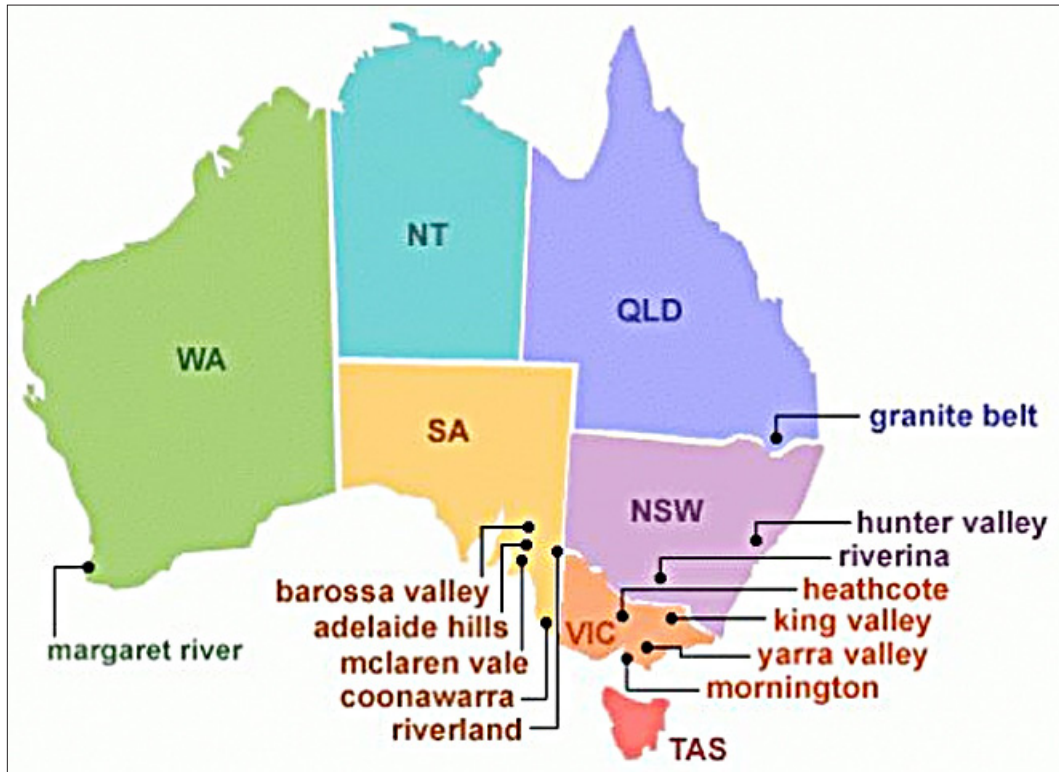 NT
QLD
WA
SA
granite belt
NSW
hunter valley
riverina
barossa valley
heathcote
adelaide hills
VIC
king valley
margaret river
mclaren vale
yarra valley
coonawarra
mornington
riverland
TAS